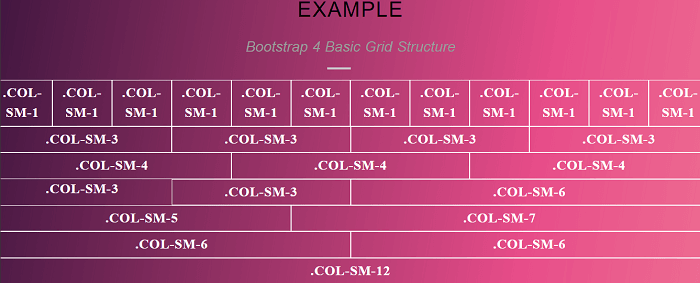 EXAMPLE
Bootstrap 4 Basic Grid Structure
.COL- .COL- .COL- .COL- .COL- .COL- .COL- .COL- .COL- .COL- .COL- .COL-
SM-1 SM-1 SM-1 SM-1 SM-1 SM-1 SM-1 SM-1 SM-1 SM-1 SM-1 SM-1
.COL-SM-3 .COL-SM-3 .COL-SM-3 .COL-SM-3
.COL-SM-4 .COL-SM-4 .COL-SM-4
.COL-SM-3 .COL-SM-3 .COL-SM-6
.COL-SM-5 .COL-SM-7
.COL-SM-6 .COL-SM-6
.COL-SM-12